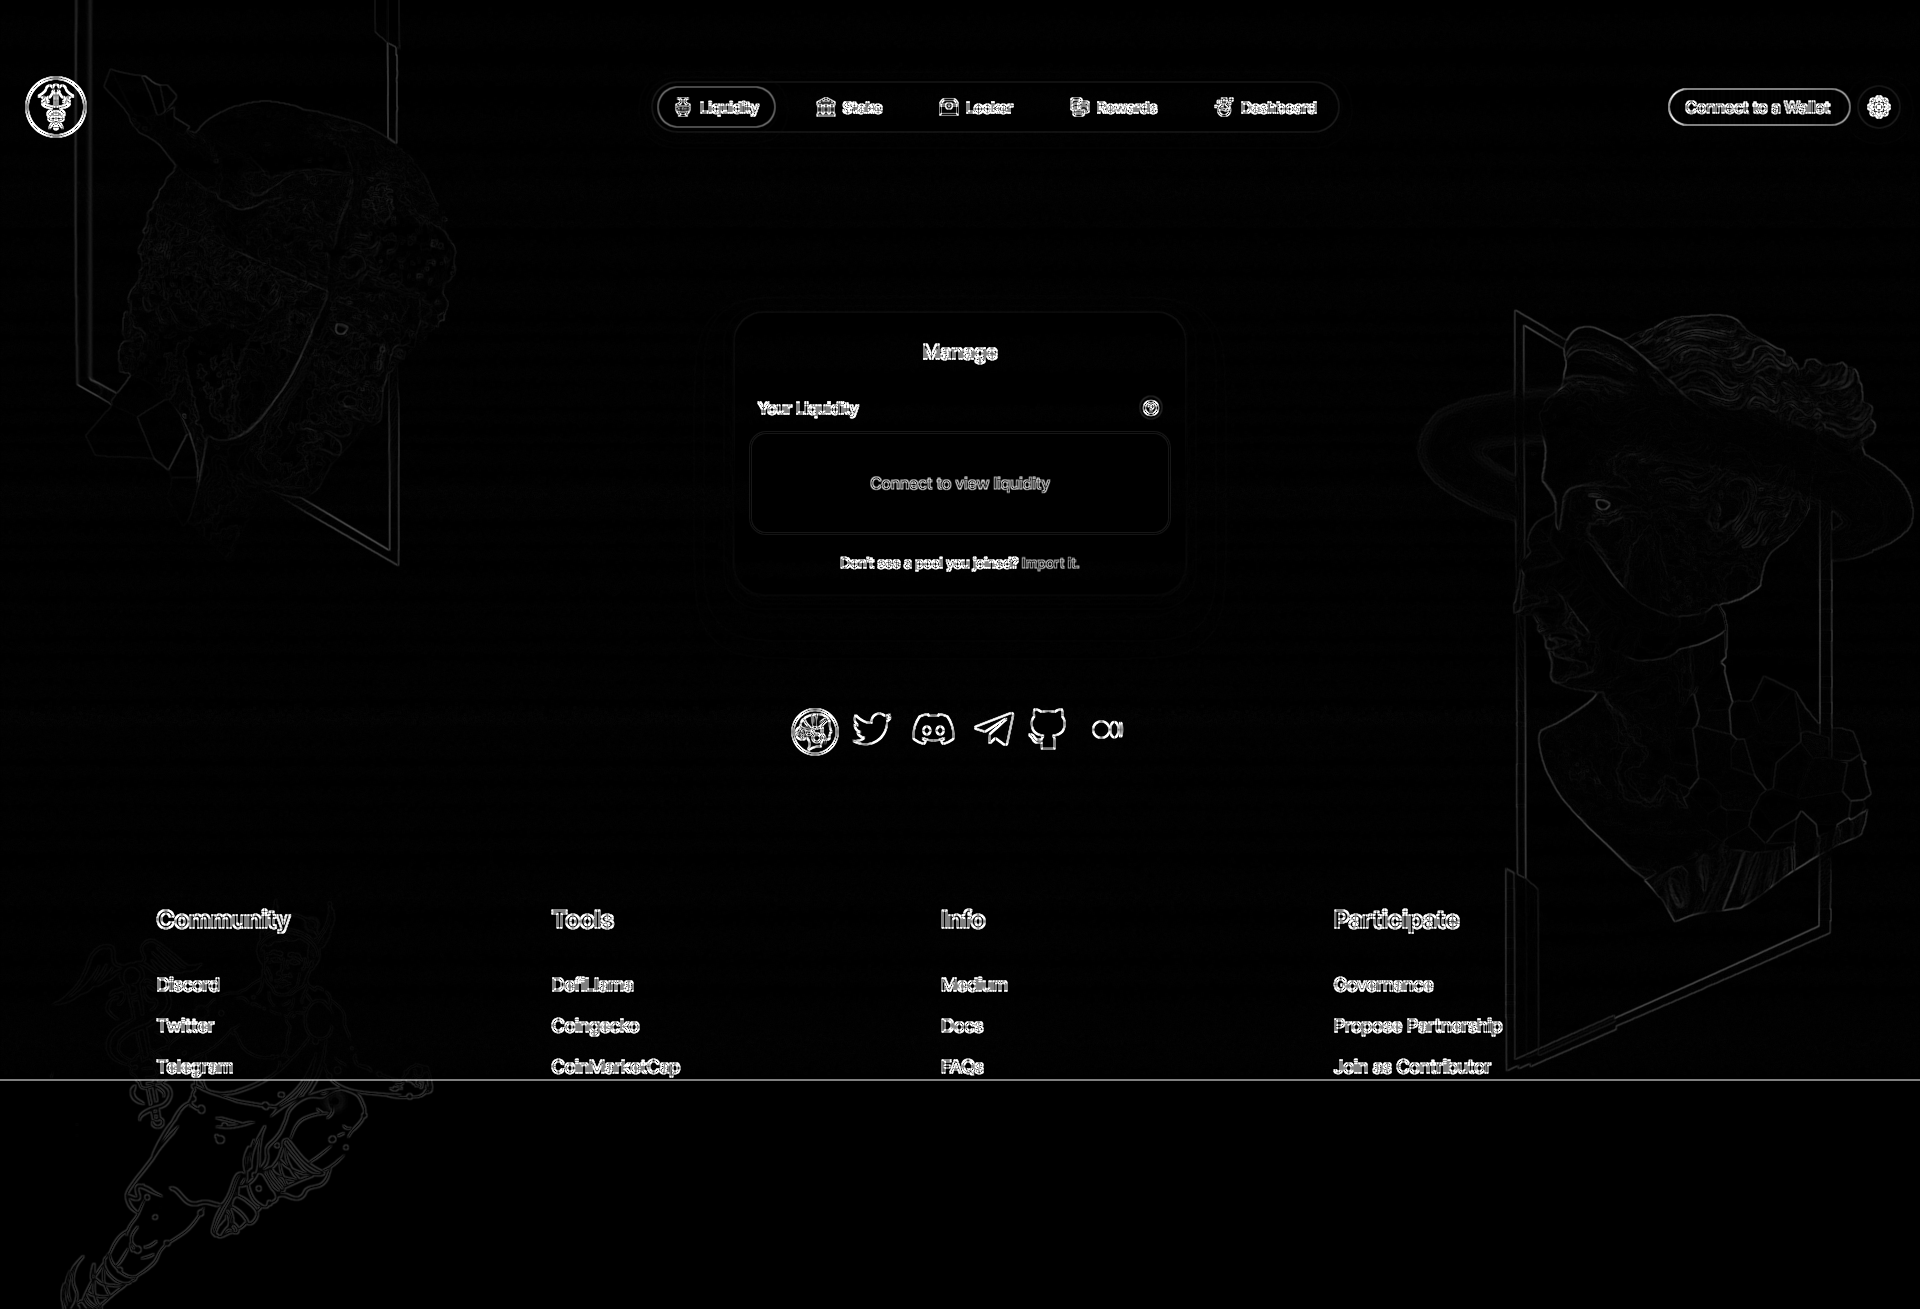 Liquidity
Stake
Locker
Rewards
Dashboard
Connect to a Wallet
Manage
Your Liquidity
Connect to view liquidity
Don't see a pool you joined? Import it.
Community
Tools
Info
Participate
Discord
DefiLlama
Medium
Governance
Twitter
Coingecko
Docs
Propose Partnership
Telegram
CoinMarketCap
FAQs
Join as Contributor